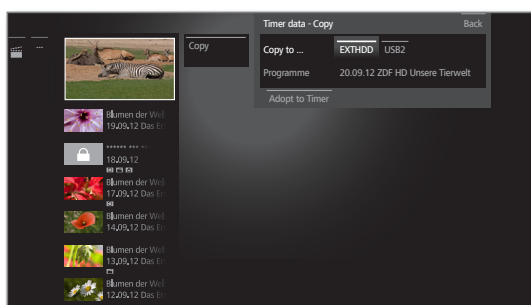 Timer data - Copy Back
...
Copy
Copy to ... EXTHDD USB2
Programme 20.09.12 ZDF HD Unsere Tierwelt
Adopt to Timer
Blumen der Wel
19.09.12 Das Er
****** *** **
18.09.12
Blumen der Wel
17.09.12 Das Er
Blumen der Wel
14.09.12 Das Er
Blumen der Wel
13.09.12 Das Er
Blumen der Wel
12.09.12 Das Er